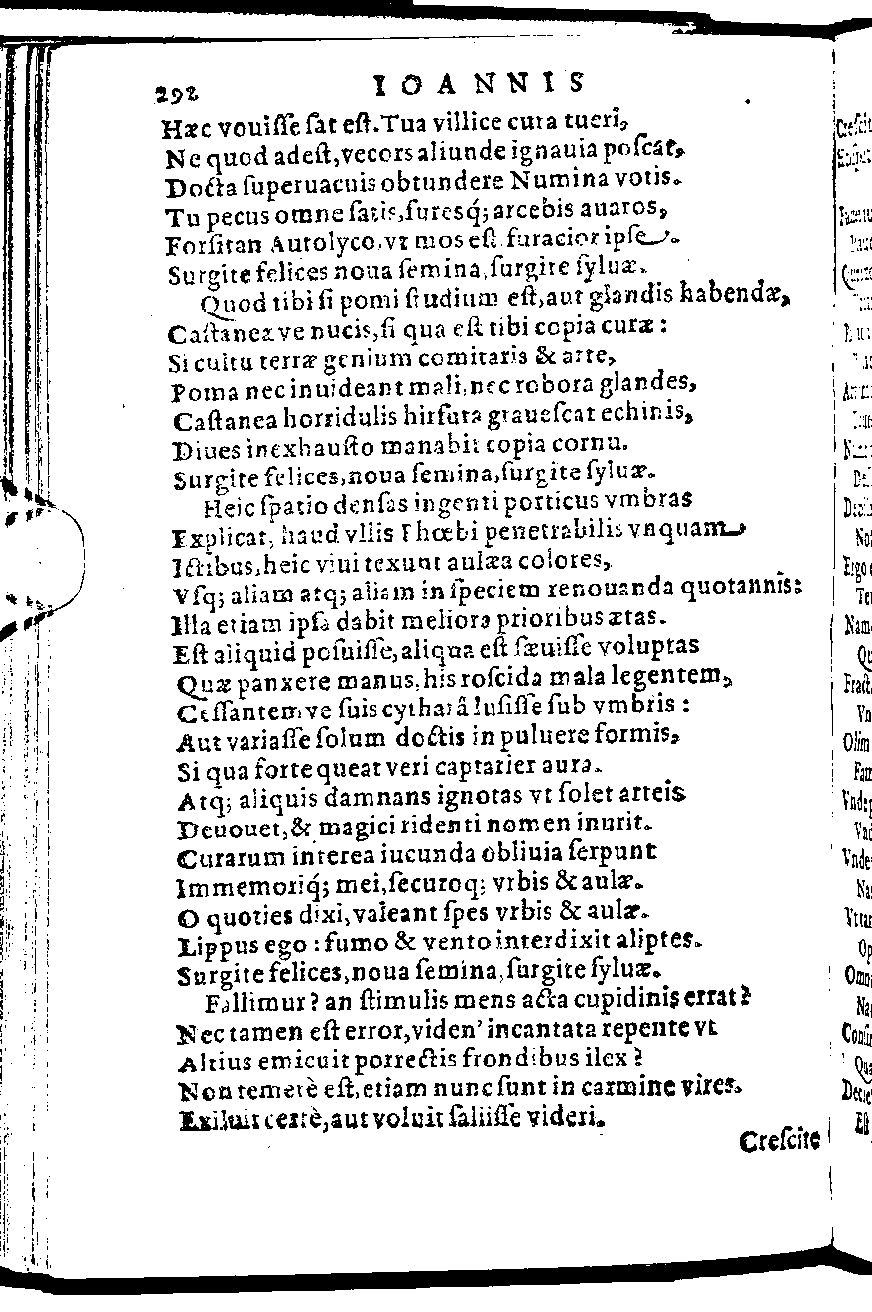 292 IOANNIS
Hæc vouiſſe ſat eſt. Tua villice cura tueri,
Ne quod adeſt, vecors aliunde ignauia poſcat,
Docta ſuperuacuis obtundere Numina votis.
Tu pecus omne ſatis, fureſq́; arcebis auaros,
Forſitan Autolyco, vt mos eſt furacior ipſe.
Surgite felices noua ſemina, ſurgite ſyluæ.
Quod tibi ſi pomi ſtudium eſt, aut glandis habendæ,
Caſtaneæ ve nucis, ſi qua eſt tibi copia curæ:
Si cultu terræ genium comitaris & arte,
Poma nec inuideant mali, nec robora glandes,
Caſtanea horridulis hirſuta graueſcat echinis,
Diues inexhauſto manabit copia cornu.
Surgite felices, noua ſemina, ſurgite ſyluæ.
Heic ſpatio denſas ingenti porticus vmbras
Explicat, haud vllis Phœbi penetrabilis vnquam
Ictibus, heic viui texunt aulæa colores,
Vſq; aliam atq; aliam in ſpeciem renouanda quotannis:
Illa etiam ipſa dabit meliora prioribus ætas.
Eſt aliquid poſuiſſe, aliqua eſt ſæuiſſe voluptas
Quæ panxere manus, his roſcida mala legentem,
Ceſſantem ve ſuis cythaiâ luſiſſe ſub vmbris:
Aut variaſſe ſolum doctis in puluere formis,
Si qua forte queat veri captarier aura.
Atq; aliquis damnans ignotas vt ſolet arteis
Deuouet, & magici ridenti nomen inurit.
Curarum interea iucunda obliuia ſerpunt
Immemoriq́; mei, ſecuroq; vrbis & aulæ.
O quoties dixi, valeant ſpes vrbis & aulæ.
Lippus ego: fumo & vento interdixit aliptes.
Surgite felices, noua ſemina, ſurgite ſyluæ.
Fallimur? an ſtimulis mens acta cupidinis errat?
Nec tamen eſt error, viden' incantata repente vt
Altius emicuit porrectis frondibus ilex?
Non temerè eſt, etiam nunc ſunt in carmine vires.
Exiluit certè, aut voluit ſaliiſſe videri.
Creſcite